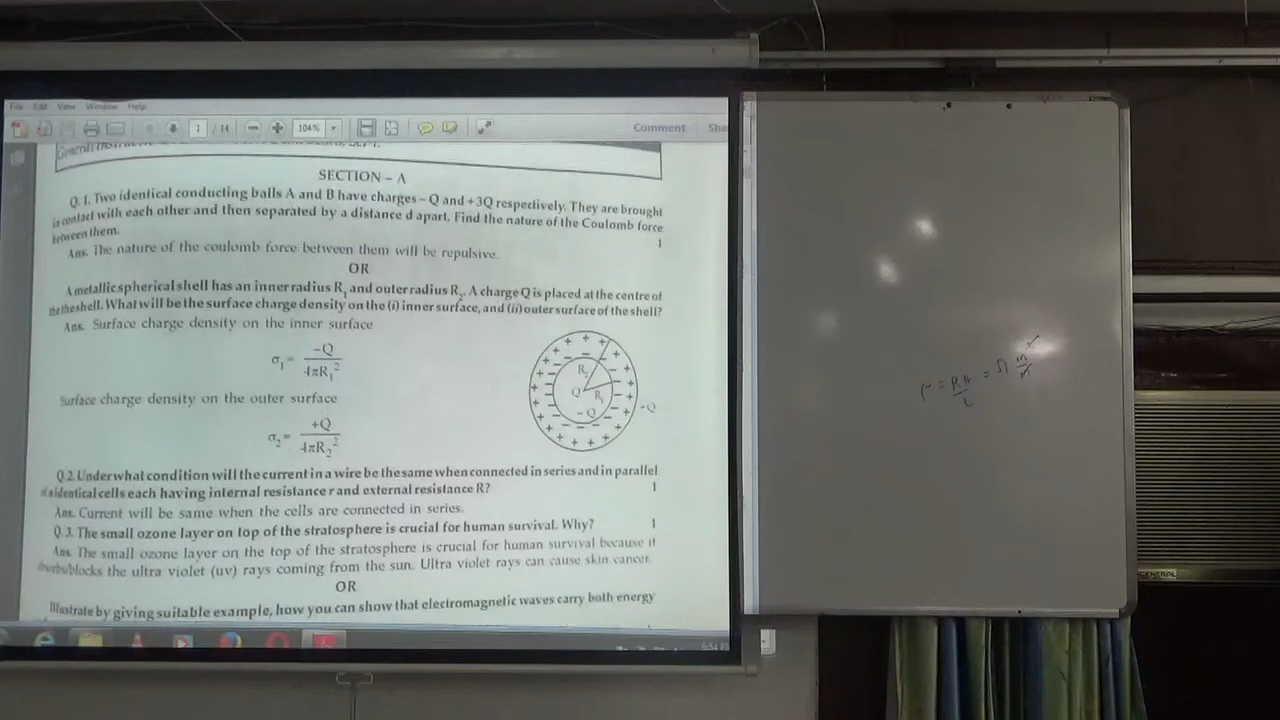 File Edit View Window Help
1 / 14
104%
Comment
SECTION – A
Q. 1. Two identical conducting balls A and B have charges – Q and +3Q respectively. They are brought
in contact with each other and then separated by a distance d apart. Find the nature of the Coulomb force
between them.
1
Ans. The nature of the coulomb force between them will be repulsive.
OR
A metallic spherical shell has an inner radius R₁ and outer radius R₂. A charge Q is placed at the centre of
the shell. What will be the surface charge density on the (i) inner surface, and (ii) outer surface of the shell?
Ans. Surface charge density on the inner surface
σ₁ = –Q / 4πR₁²
Surface charge density on the outer surface
σ₂ = +Q / 4πR₂²
R₂
Q
R₁
– Q
+Q
Q.2. Under what condition will the current in a wire be the same when connected in series and in parallel
identical cells each having internal resistance r and external resistance R?
1
Ans. Current will be same when the cells are connected in series.
Q. 3. The small ozone layer on top of the stratosphere is crucial for human survival. Why?
1
Ans. The small ozone layer on the top of the stratosphere is crucial for human survival because it
absorbs/blocks the ultra violet (uv) rays coming from the sun. Ultra violet rays can cause skin cancer.
OR
Illustrate by giving suitable example, how you can show that electromagnetic waves carry both energy
GENERAL